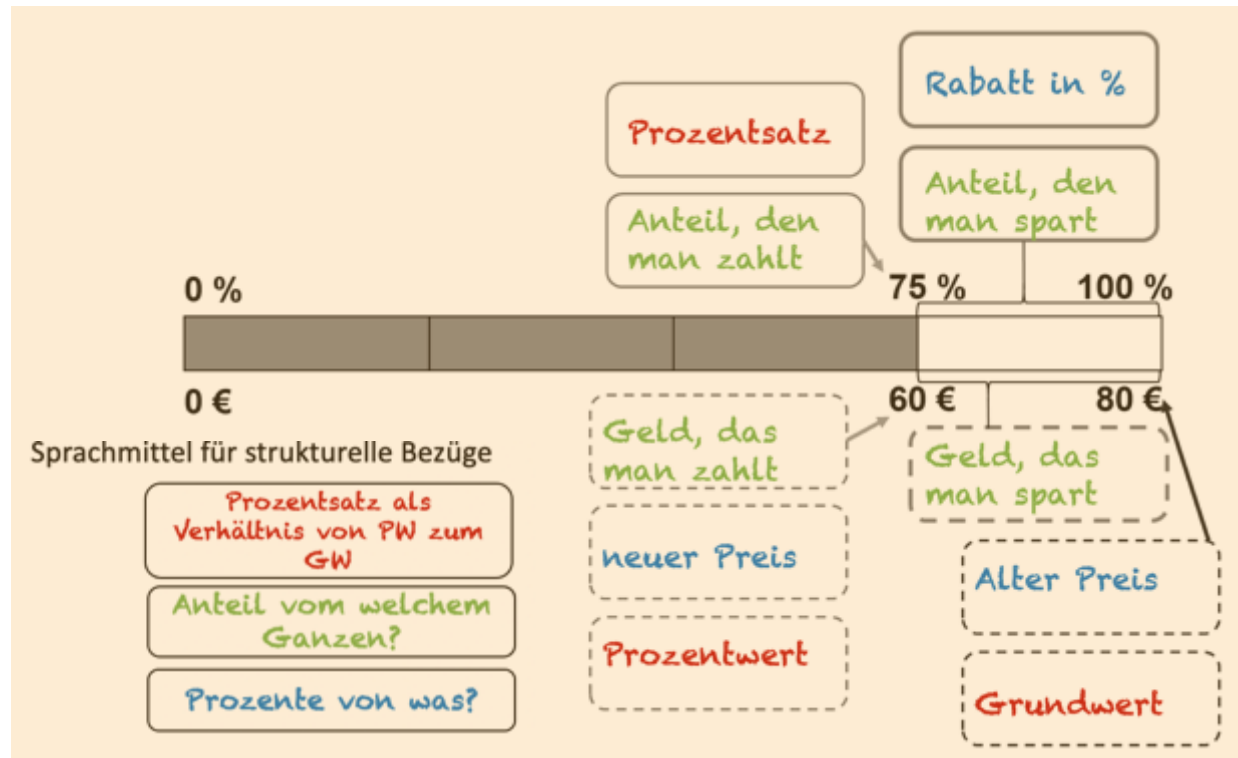 Rabatt in %
Prozentsatz
Anteil, den
man spart
Anteil, den
man zahlt
0 %
75 %
100 %
0 €
60 €
80 €
Geld, das
man zahlt
Geld, das
man spart
Sprachmittel für strukturelle Bezüge
Prozentsatz als
Verhältnis von PW zum
GW
neuer Preis
Alter Preis
Anteil vom welchem
Ganzen?
Prozentwert
Prozente von was?
Grundwert